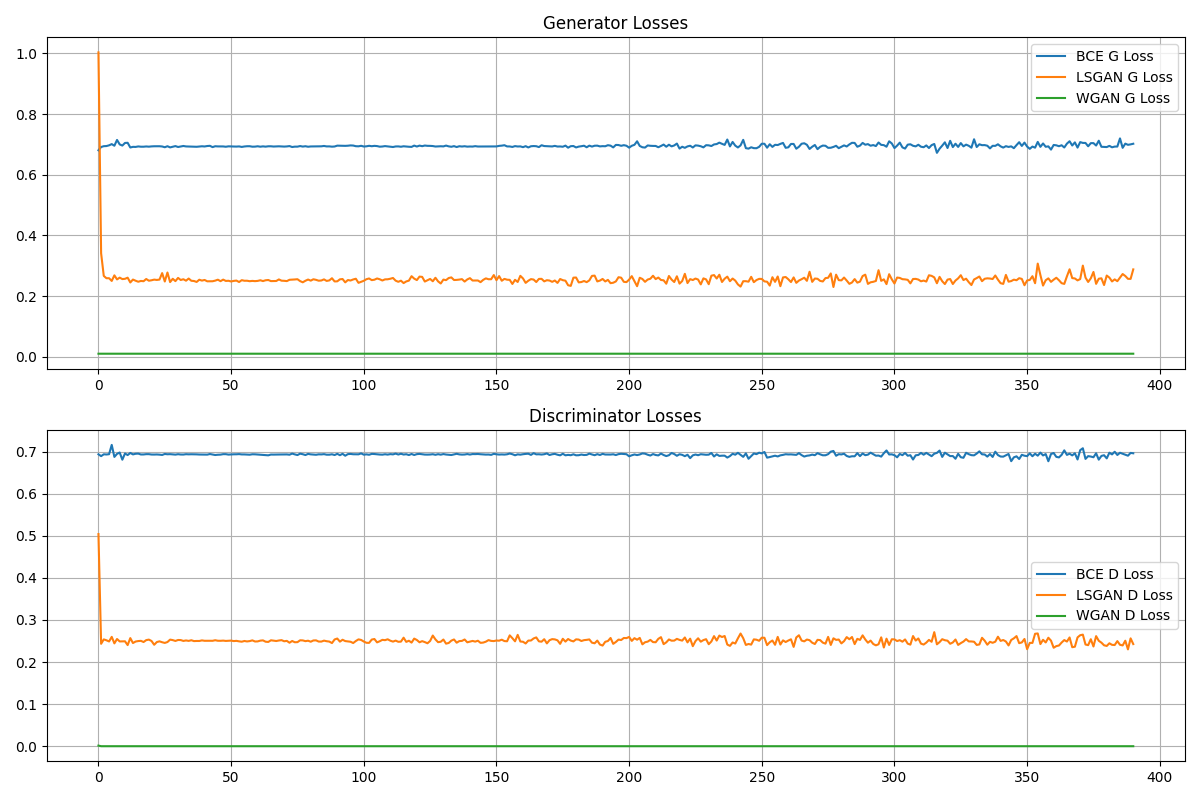 Generator Losses
1.0
0.8
0.6
0.4
0.2
0.0
BCE G Loss
LSGAN G Loss
WGAN G Loss
0 50 100 150 200 250 300 350 400
Discriminator Losses
0.7
0.6
0.5
0.4
0.3
0.2
0.1
0.0
BCE D Loss
LSGAN D Loss
WGAN D Loss
0 50 100 150 200 250 300 350 400